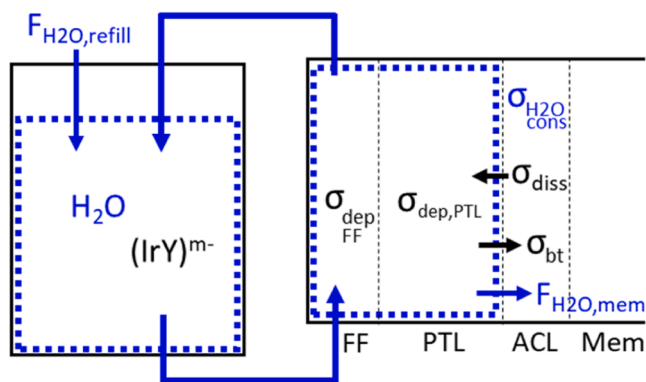 F_H2O,refill
H₂O
(IrY)ᵐ⁻
σ_dep FF
σ_dep,PTL
σ_H2O cons
σ_diss
σ_bt
F_H2O,mem
FF PTL ACL Mem